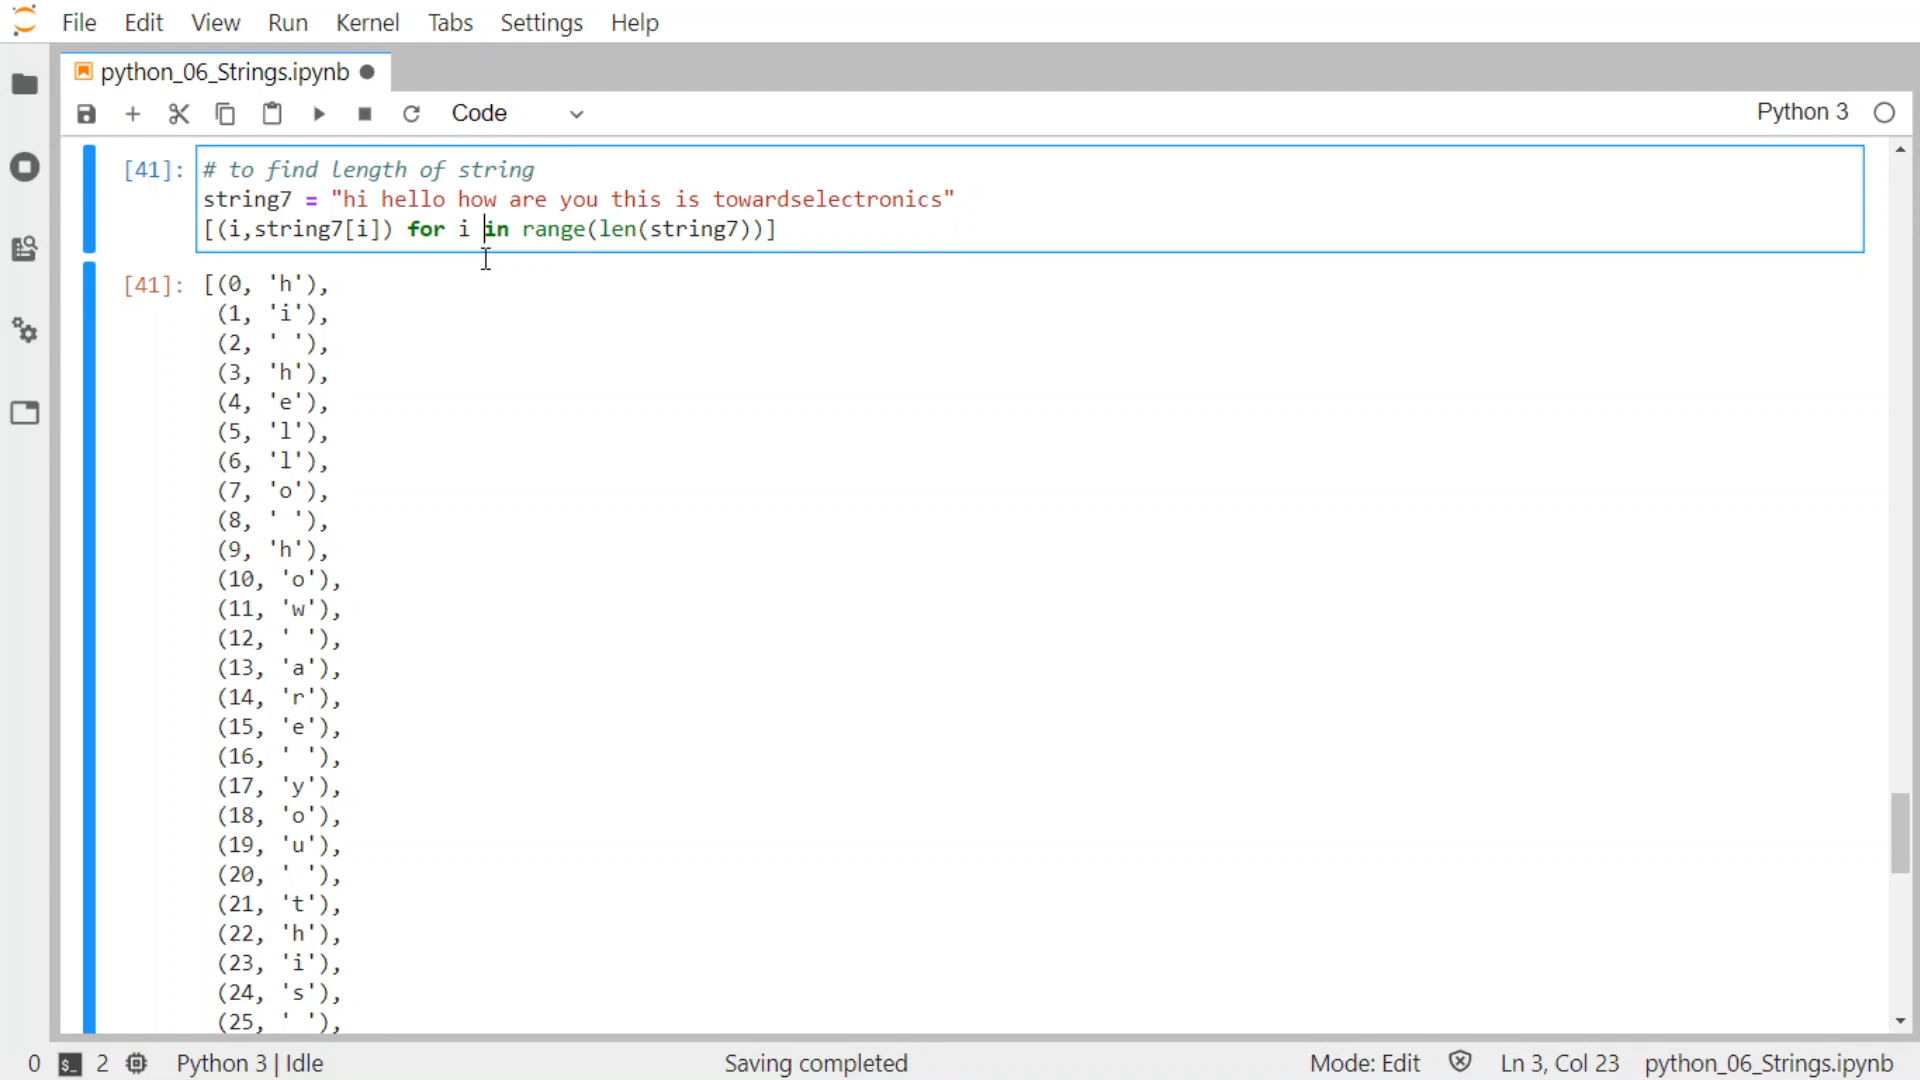 File Edit View Run Kernel Tabs Settings Help
python_06_Strings.ipynb
Code
Python 3
[41]: # to find length of string
string7 = "hi hello how are you this is towardselectronics"
[(i,string7[i]) for i in range(len(string7))]
[41]: [(0, 'h'),
(1, 'i'),
(2, ' '),
(3, 'h'),
(4, 'e'),
(5, 'l'),
(6, 'l'),
(7, 'o'),
(8, ' '),
(9, 'h'),
(10, 'o'),
(11, 'w'),
(12, ' '),
(13, 'a'),
(14, 'r'),
(15, 'e'),
(16, ' '),
(17, 'y'),
(18, 'o'),
(19, 'u'),
(20, ' '),
(21, 't'),
(22, 'h'),
(23, 'i'),
(24, 's'),
(25, ' '),
0 $_ 2 Python 3 | Idle Saving completed Mode: Edit Ln 3, Col 23 python_06_Strings.ipynb